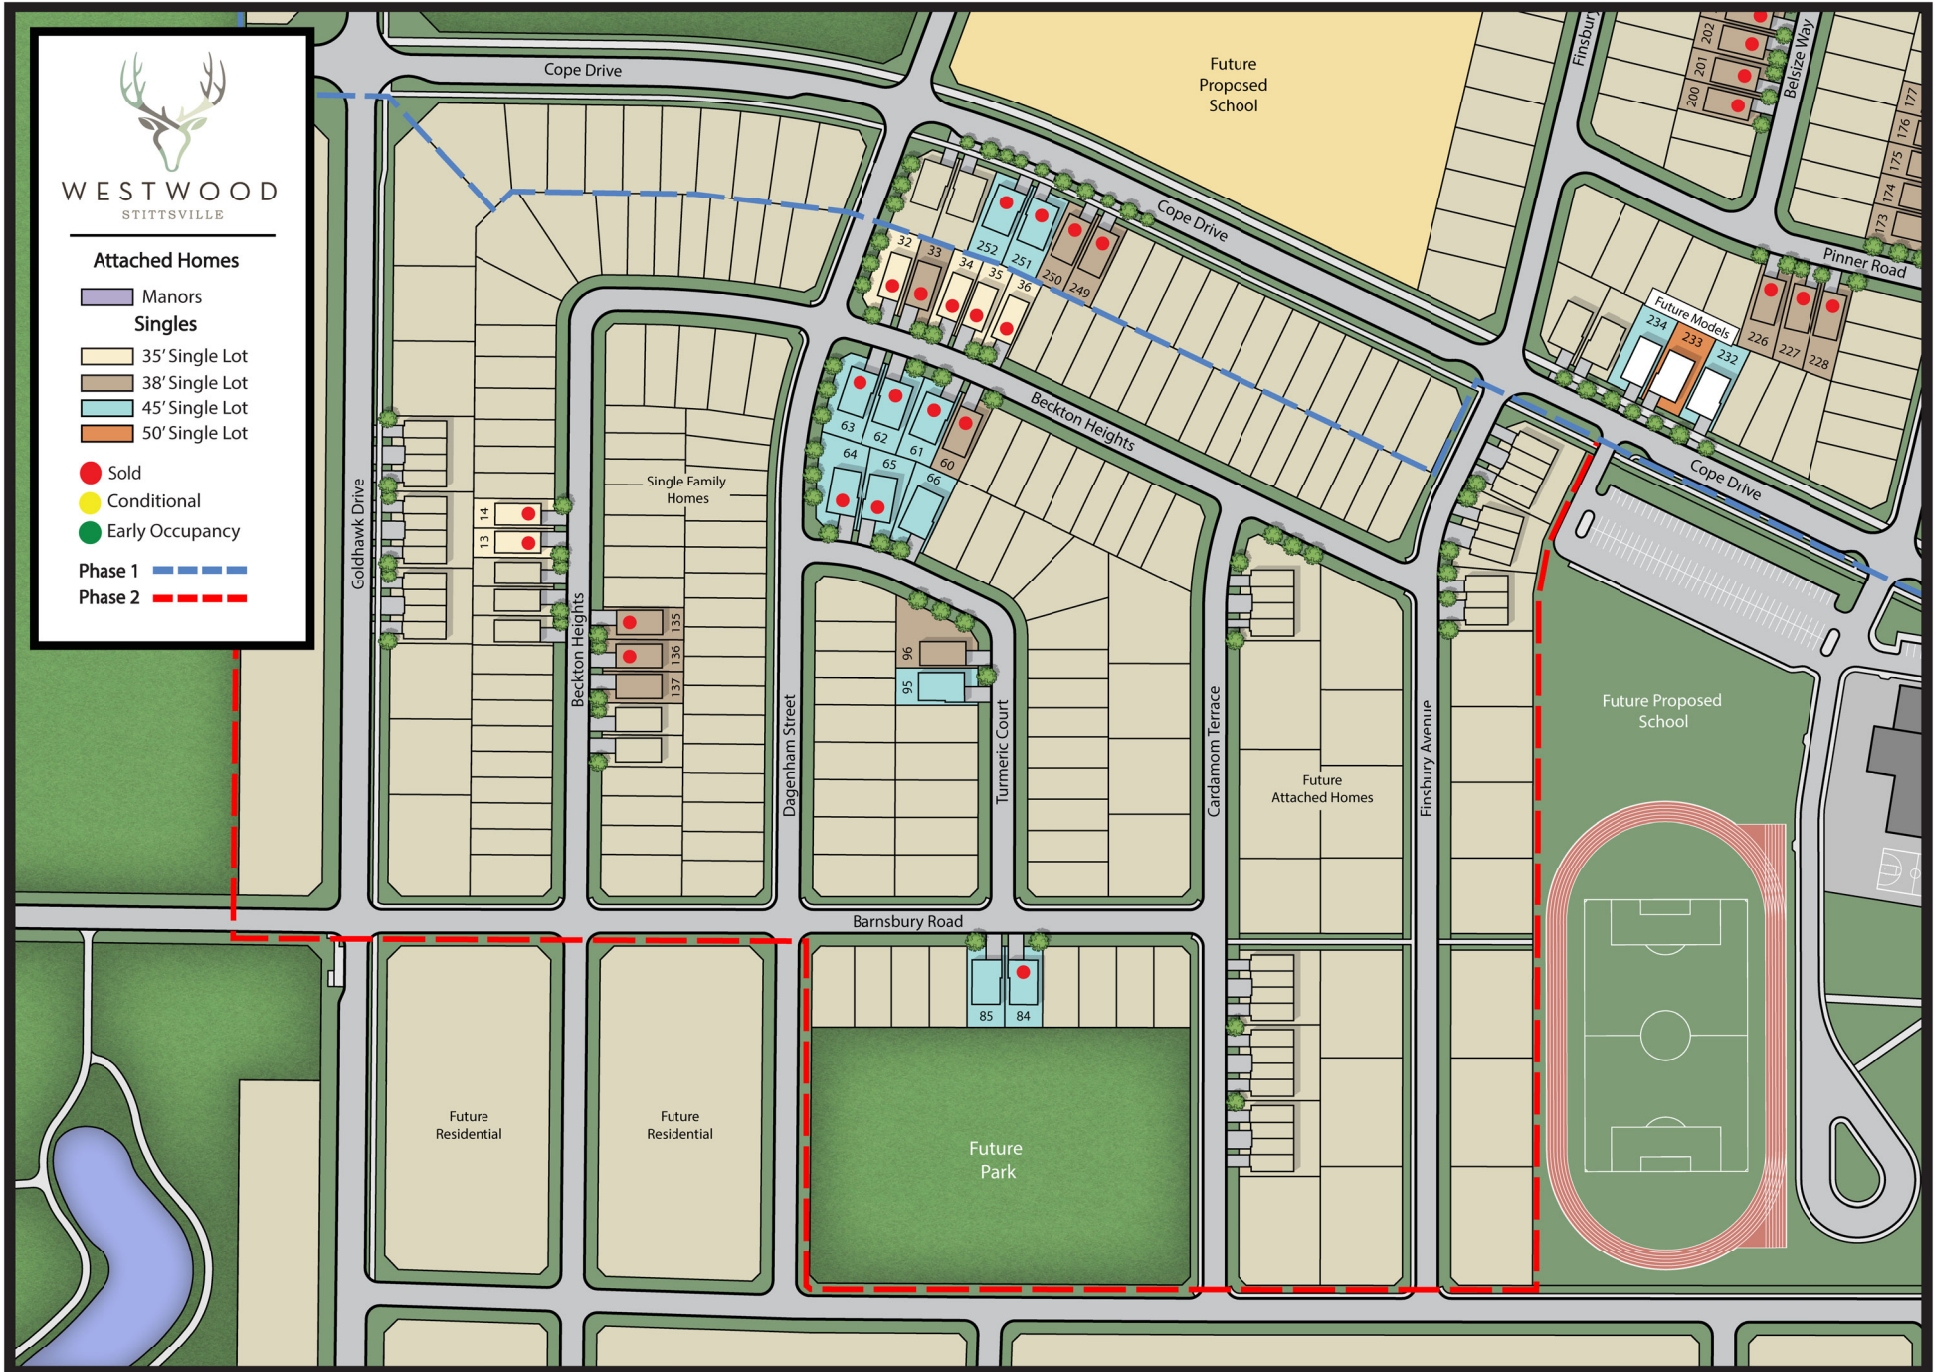 WESTWOOD
STITTSVILLE
Attached Homes
Manors
Singles
35' Single Lot
38' Single Lot
45' Single Lot
50' Single Lot
Sold
Conditional
Early Occupancy
Phase 1
Phase 2
Cope Drive
Future
Proposed
School
Finsbury
202
201
200
Belsize Way
177
176
175
174
173
Pinner Road
Cope Drive
252
251
250
249
32
33
34
35
36
Future Models
234
233
232
226
227
228
Cope Drive
Beckton Heights
63
62
61
60
64
65
66
Single Family
Homes
Goldhawk Drive
14
13
Beckton Heights
135
136
137
Dagenham Street
96
95
Turmeric Court
Cardamom Terrace
Future
Attached Homes
Finsbury Avenue
Future Proposed
School
Barnsbury Road
85
84
Future
Residential
Future
Residential
Future
Park